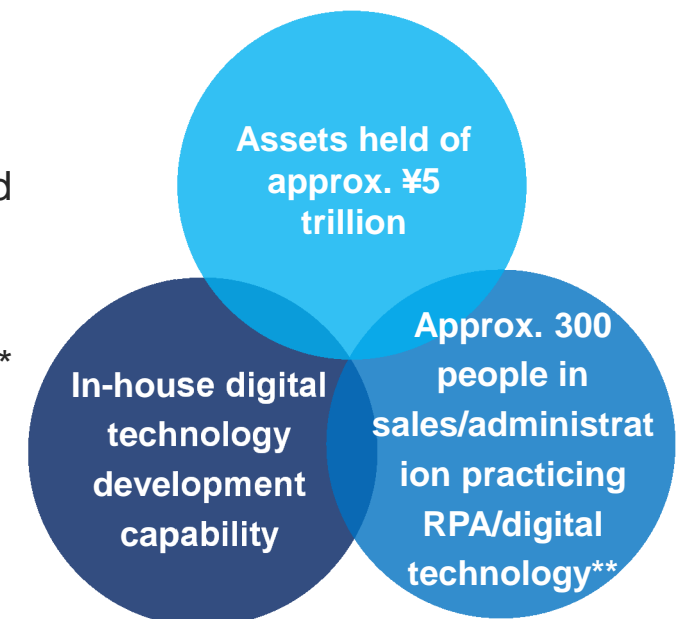 Assets held of
approx. ¥5
trillion
d
*
In-house digital
technology
development
capability
Approx. 300
people in
sales/administrat
ion practicing
RPA/digital
technology**